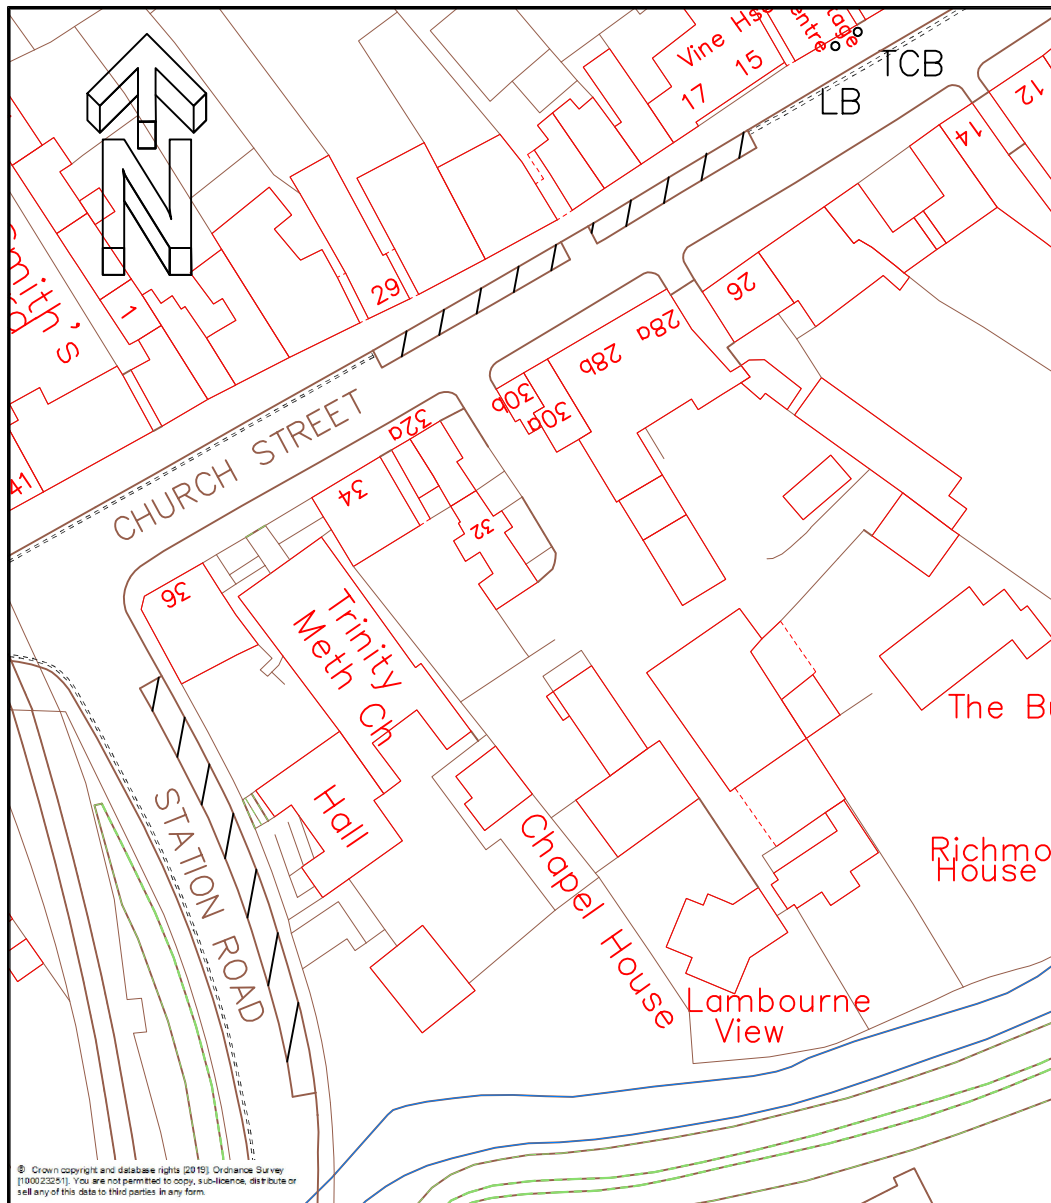 Vine Hs
15
17
TCB
LB
12
14
N
1
29
26
28a
28b
30b
30a
32a
CHURCH STREET
41
34
32
36
Trinity
Meth Ch
The Bu
STATION ROAD
Hall
Chapel House
Richmo
House
Lambourne
View
© Crown copyright and database rights [2019]. Ordnance Survey
[100023251]. You are not permitted to copy, sub-licence, distribute or
sell any of this data to third parties in any form.